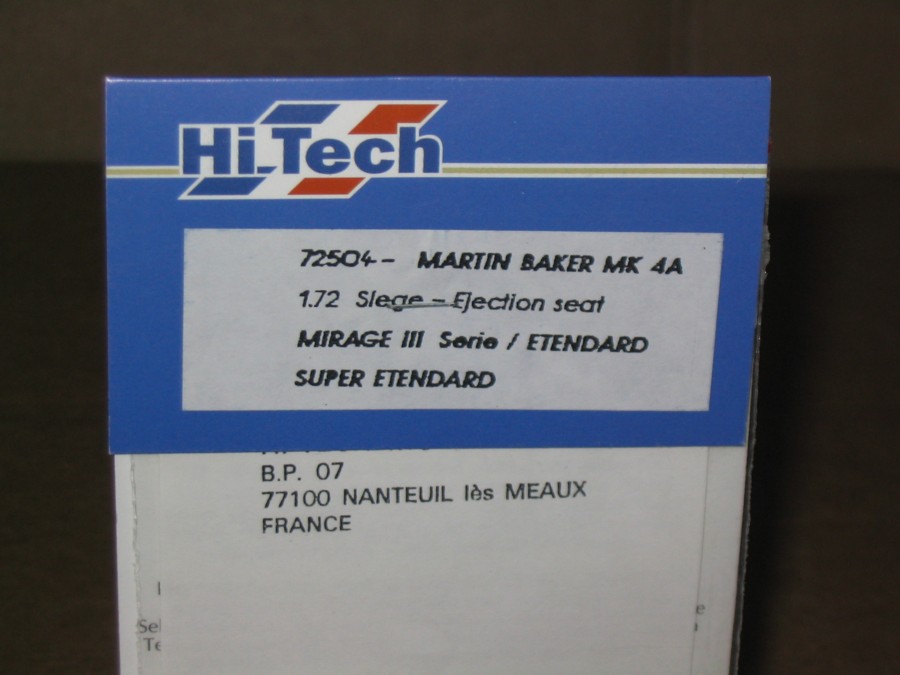 Hi.Tech
72504- MARTIN BAKER MK 4A
1.72 Siege - Ejection seat
MIRAGE III Serie / ETENDARD
SUPER ETENDARD
B.P. 07
77100 NANTEUIL lès MEAUX
FRANCE